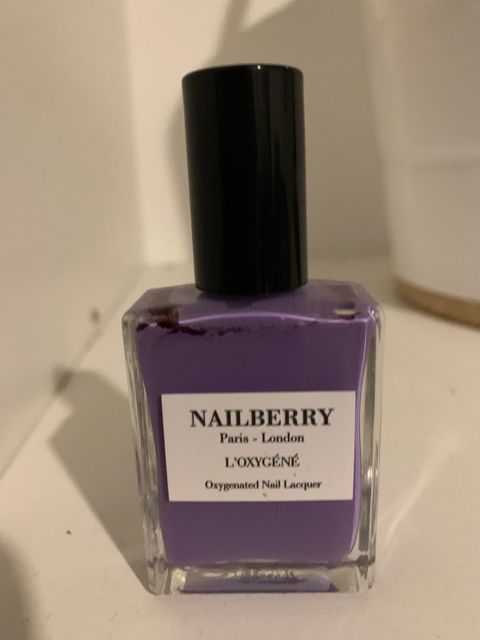 NAILBERRY
Paris - London
L'OXYGÉNÉ
Oxygenated Nail Lacquer